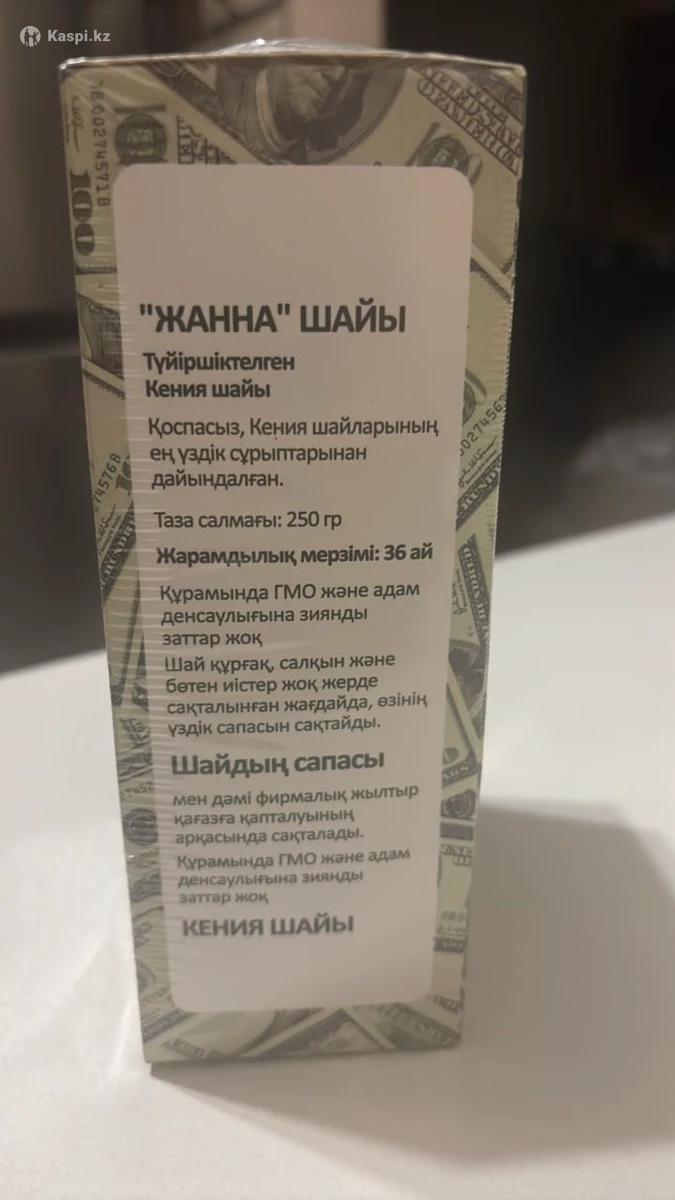 Kaspi.kz
"ЖАННА" ШАЙЫ
Түйіршіктелген
Кения шайы
Қоспасыз, Кения шайларының
ең үздік сұрыптарынан
дайындалған.
Таза салмағы: 250 гр
Жарамдылық мерзімі: 36 ай
Құрамында ГМО және адам
денсаулығына зиянды
заттар жоқ
Шай құрғақ, салқын және
бөтен иістер жоқ жерде
сақталынған жағдайда, өзінің
үздік сапасын сақтайды.
Шайдың сапасы
мен дәмі фирмалық жылтыр
қағазға қапталуының
арқасында сақталады.
Құрамында ГМО және адам
денсаулығына зиянды
заттар жоқ
КЕНИЯ ШАЙЫ
100